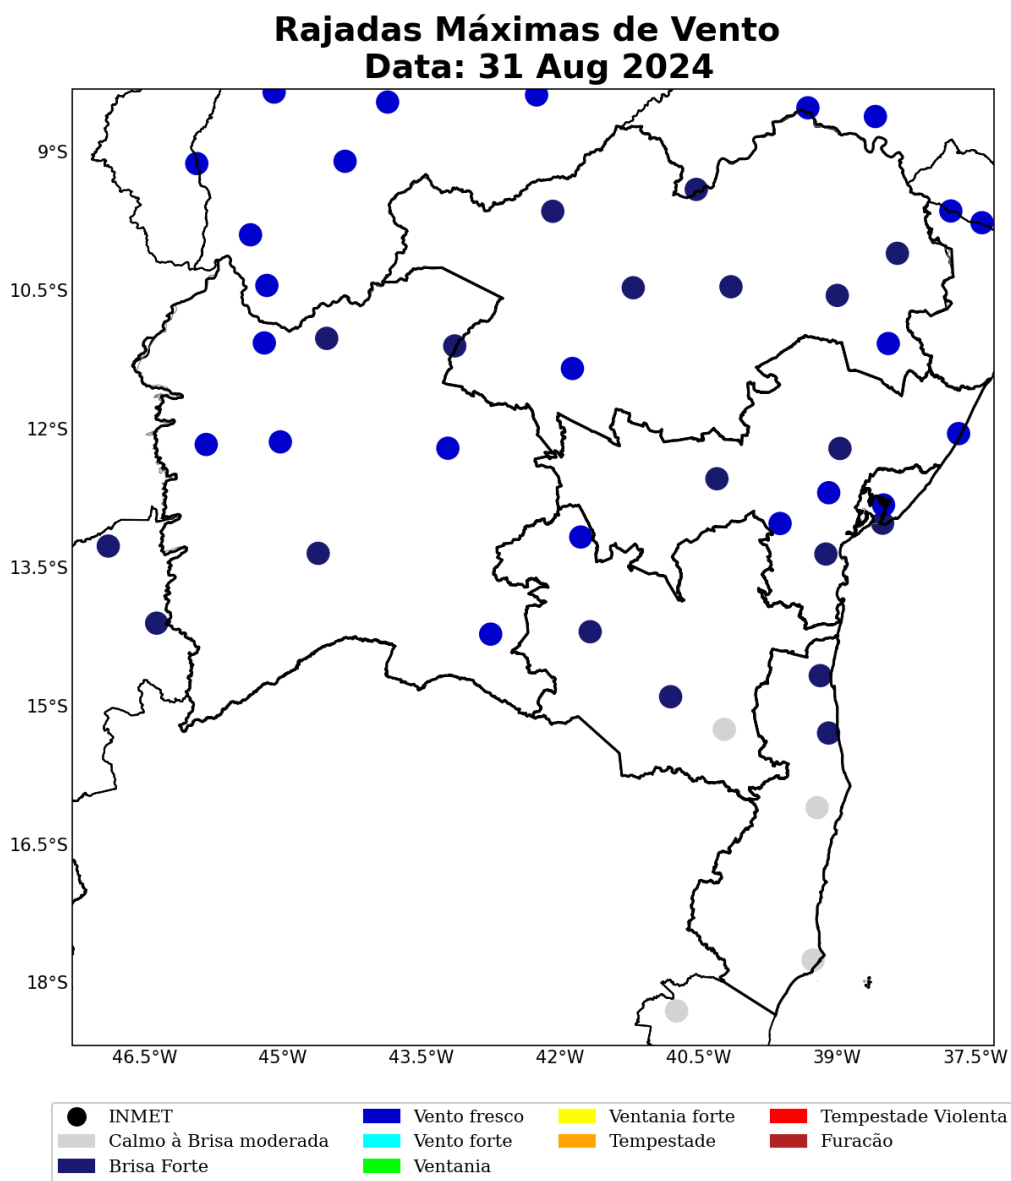 Rajadas Máximas de Vento
Data: 31 Aug 2024
9°S
10.5°S
12°S
13.5°S
15°S
16.5°S
18°S
46.5°W 45°W 43.5°W 42°W 40.5°W 39°W 37.5°W
INMET Vento fresco Ventania forte Tempestade Violenta
Calmo à Brisa moderada Vento forte Tempestade Furacão
Brisa Forte Ventania